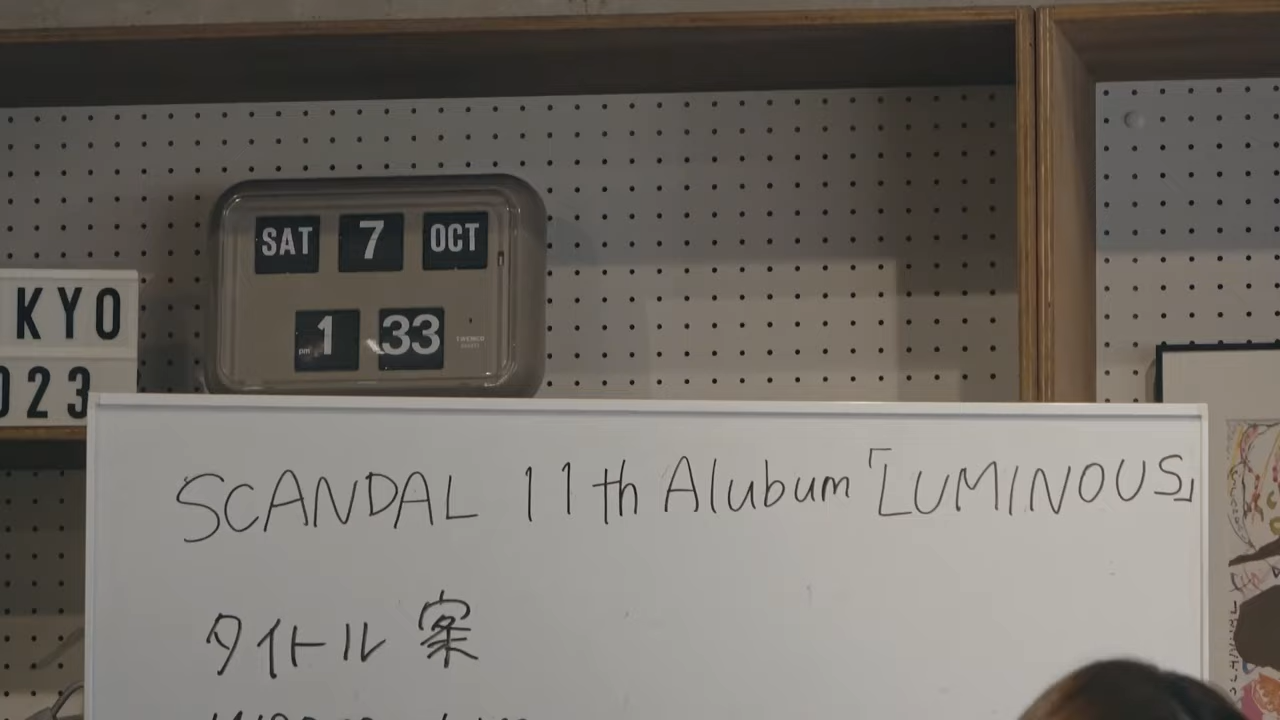 SAT 7 OCT
pm 1 33
KYO
023
SCANDAL 11th Alubum「LUMINOUS」
タイトル案